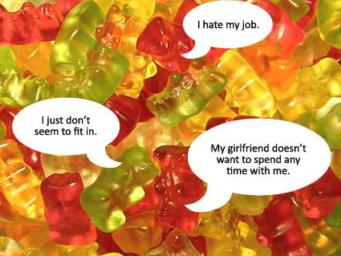 I hate my job.
I just don't
seem to fit in.
My girlfriend doesn't
want to spend any
time with me.